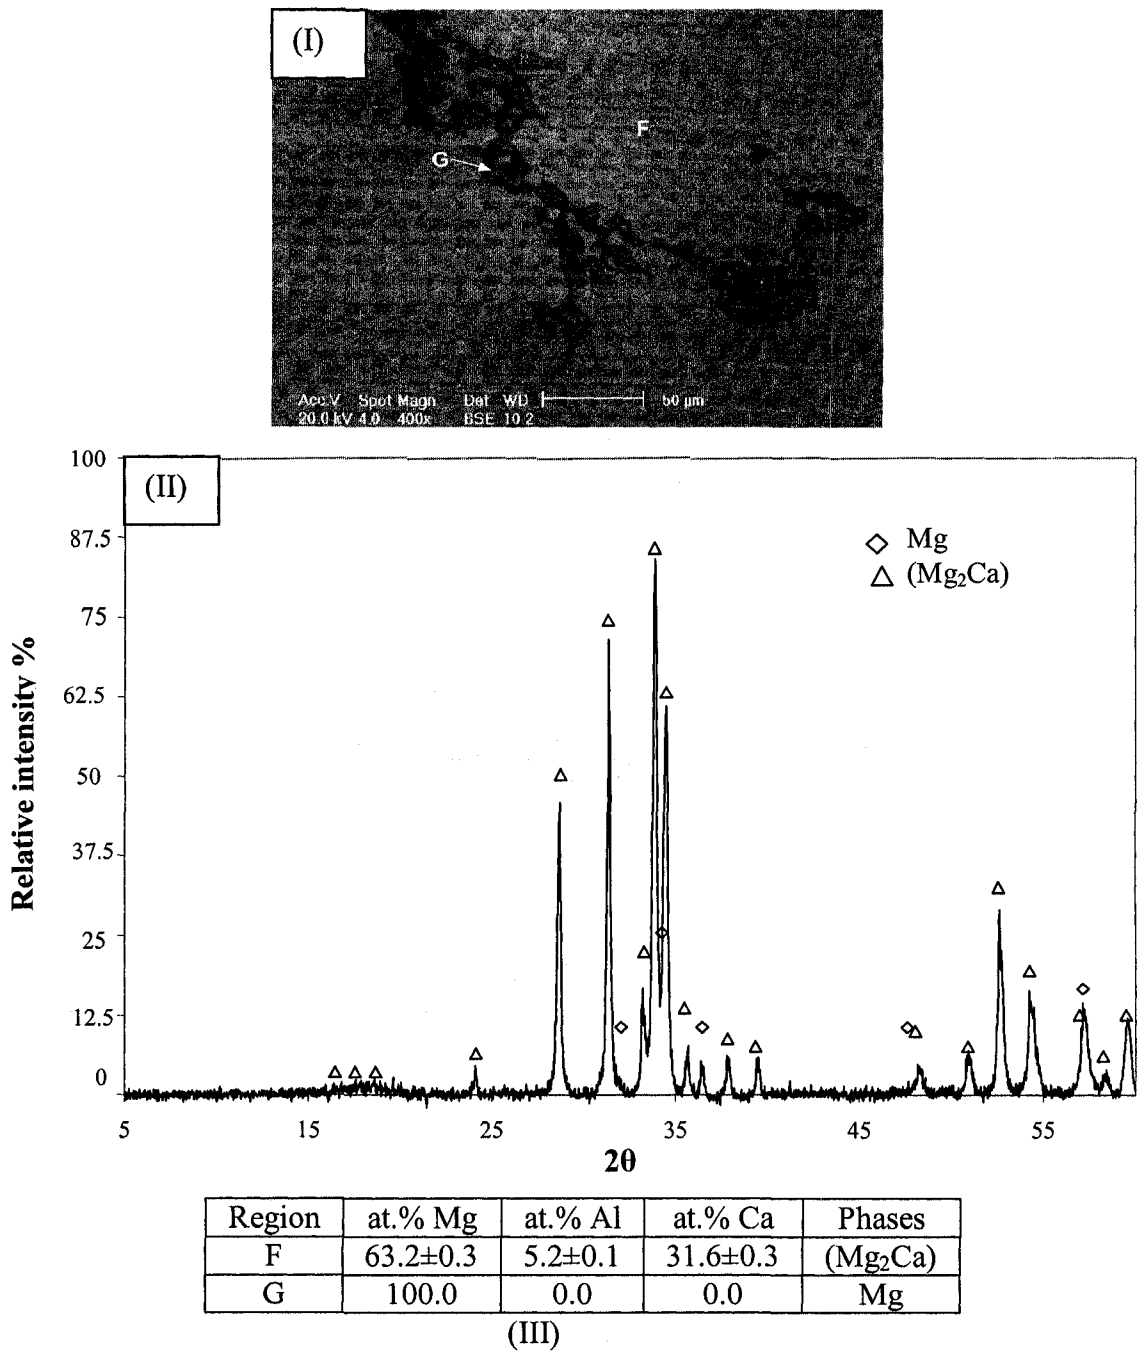 (I)
F
G
Acc.V Spot Magn Det WD 50 µm
20.0 kV 4.0 400x BSE 10.2
100
(II)
87.5
Mg
(Mg₂Ca)
75
62.5
50
37.5
25
12.5
0
Relative intensity %
5 15 25 35 45 55
2θ
Region at.% Mg at.% Al at.% Ca Phases
F 63.2±0.3 5.2±0.1 31.6±0.3 (Mg₂Ca)
G 100.0 0.0 0.0 Mg
(III)